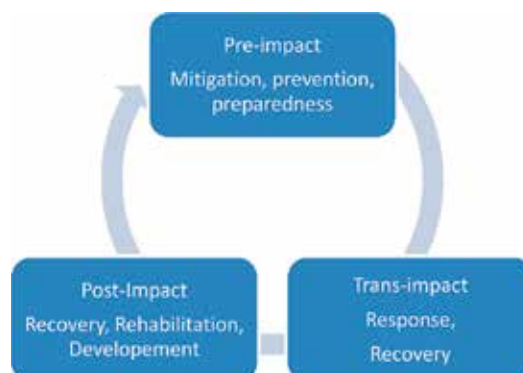 Pre-impact
Mitigation, prevention,
preparedness
Post-Impact
Recovery, Rehabilitation,
Developement
Trans-impact
Response,
Recovery